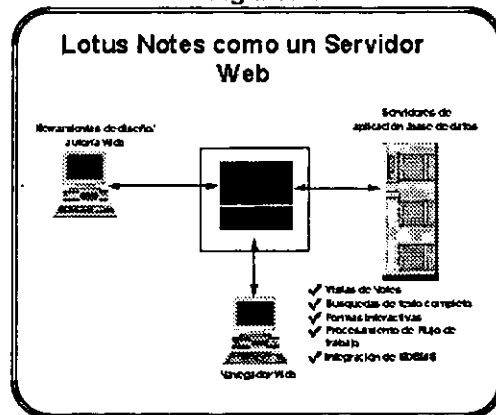 Lotus Notes como un Servidor
Web
Herramientas de diseño/
autoría Web
Servidores de
aplicación /base de datos
Vistas de Notes
Búsquedas de texto completo
Formas Interactivas
Procesamiento de Flujo de
trabajo
Integración de RDBMS
Navegador Web